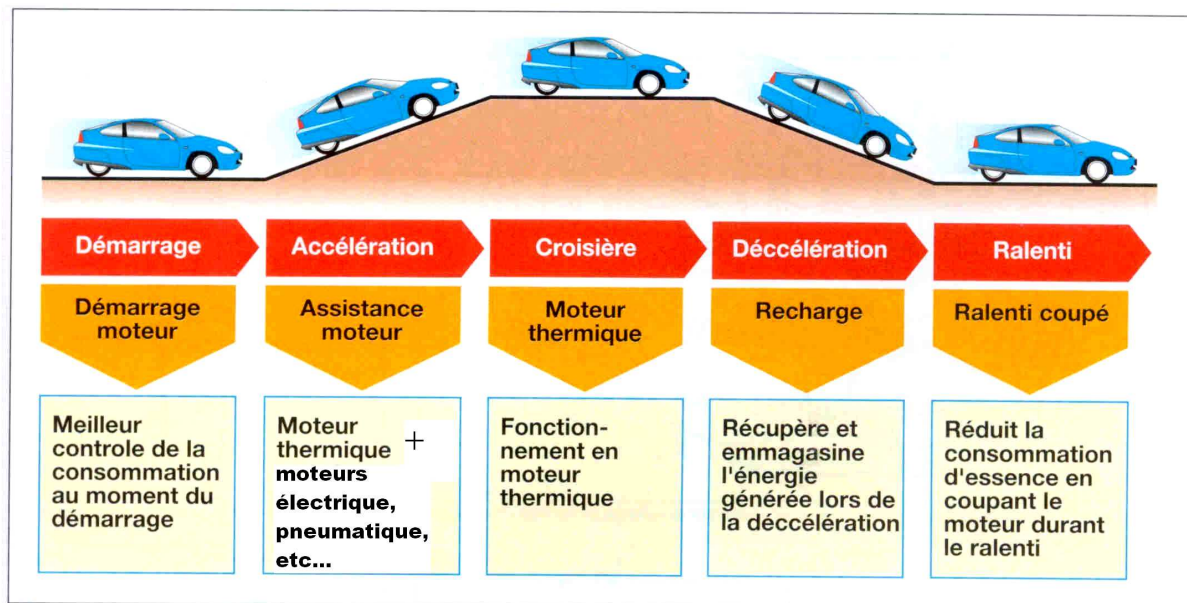 Démarrage
Accélération
Croisière
Déccélération
Ralenti
Démarrage
moteur
Assistance
moteur
Moteur
thermique
Recharge
Ralenti coupé
Meilleur
controle de la
consommation
au moment du
démarrage
Moteur
thermique +
moteurs
électrique,
pneumatique,
etc...
Fonction-
nement en
moteur
thermique
Récupère et
emmagasine
l'énergie
générée lors de
la déccélération
Réduit la
consommation
d'essence en
coupant le
moteur durant
le ralenti